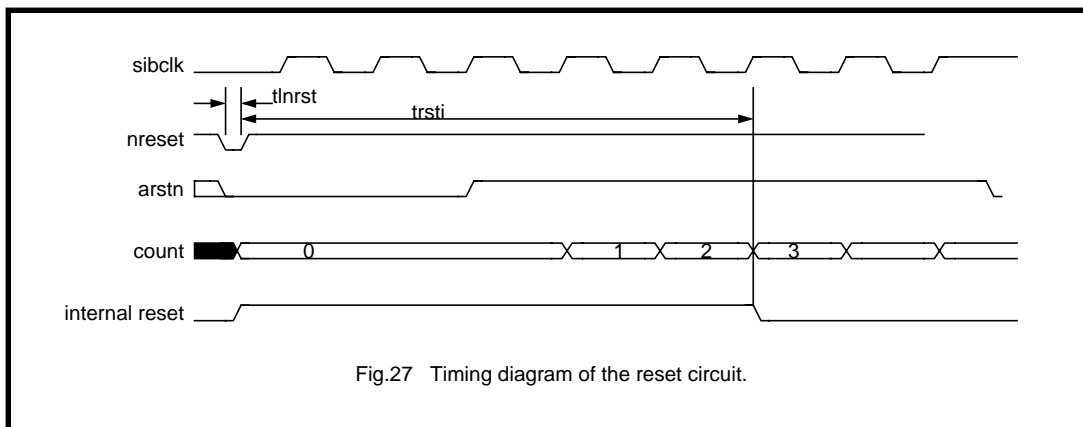 sibclk
tlnrst
trsti
nreset
arstn
count 0 1 2 3
internal reset
Fig.27 Timing diagram of the reset circuit.